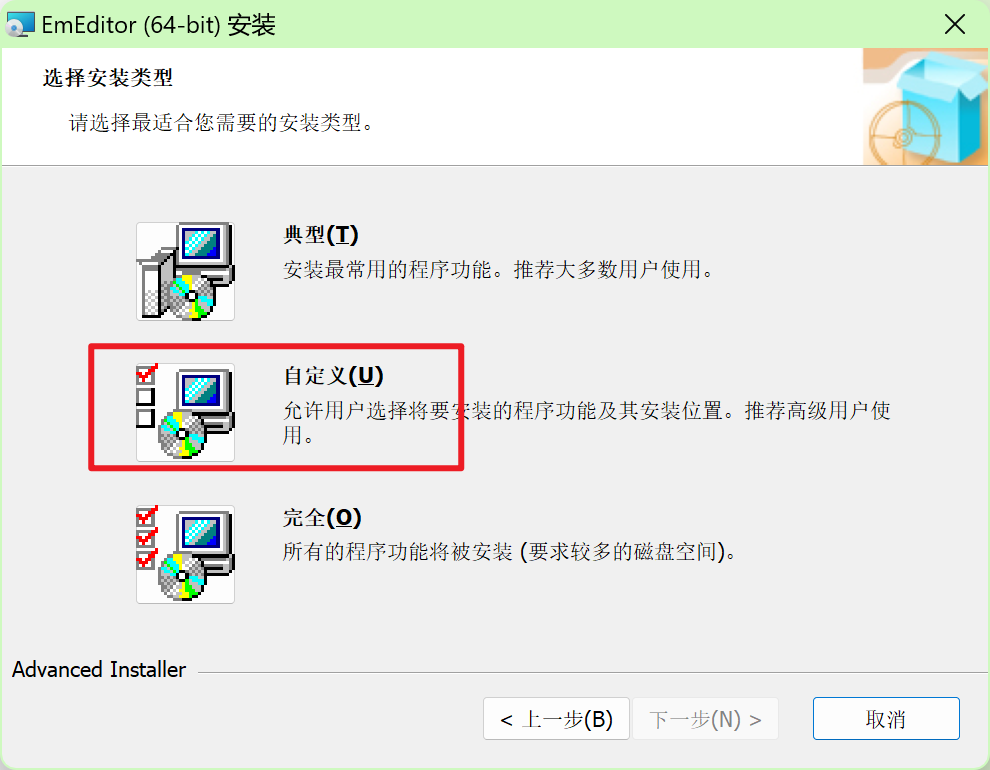 EmEditor (64-bit) 安装
选择安装类型
请选择最适合您需要的安装类型。
典型(T)
安装最常用的程序功能。推荐大多数用户使用。
自定义(U)
允许用户选择将要安装的程序功能及其安装位置。推荐高级用户使
用。
完全(O)
所有的程序功能将被安装 (要求较多的磁盘空间)。
Advanced Installer
< 上一步(B)
下一步(N) >
取消